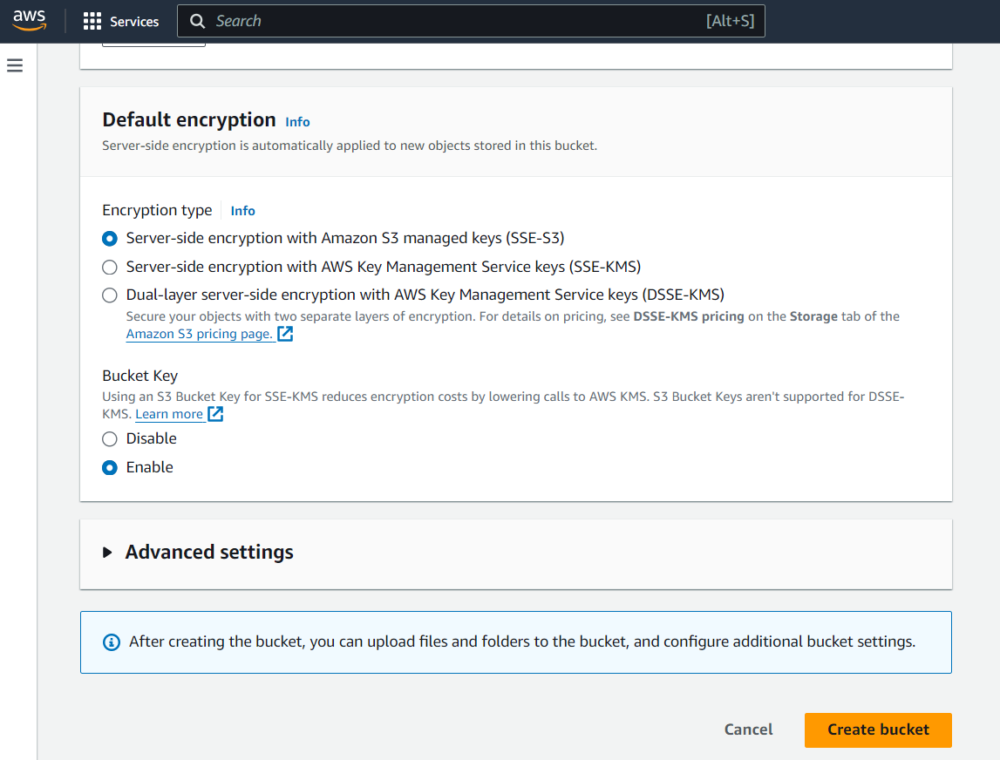 aws
Services
Search
[Alt+S]
Default encryption Info
Server-side encryption is automatically applied to new objects stored in this bucket.
Encryption type Info
Server-side encryption with Amazon S3 managed keys (SSE-S3)
Server-side encryption with AWS Key Management Service keys (SSE-KMS)
Dual-layer server-side encryption with AWS Key Management Service keys (DSSE-KMS)
Secure your objects with two separate layers of encryption. For details on pricing, see DSSE-KMS pricing on the Storage tab of the
Amazon S3 pricing page.
Bucket Key
Using an S3 Bucket Key for SSE-KMS reduces encryption costs by lowering calls to AWS KMS. S3 Bucket Keys aren't supported for DSSE-
KMS. Learn more
Disable
Enable
Advanced settings
After creating the bucket, you can upload files and folders to the bucket, and configure additional bucket settings.
Cancel
Create bucket